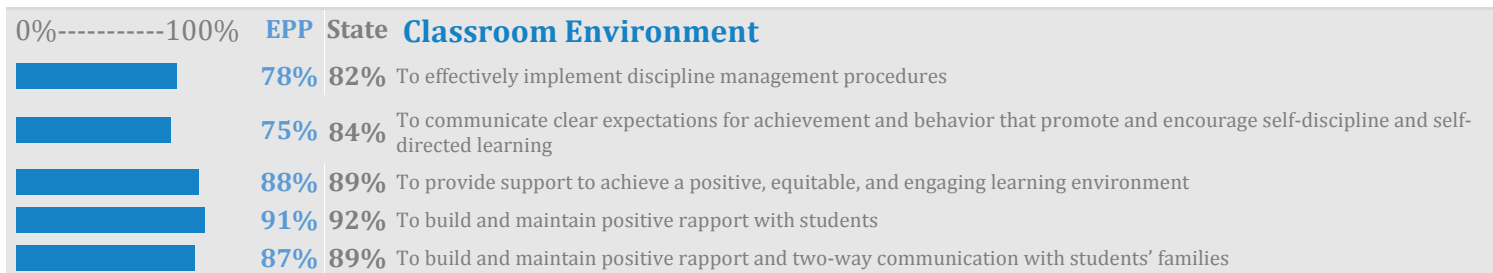 0%-----------100% EPP State Classroom Environment
78% 82% To effectively implement discipline management procedures
75% 84% To communicate clear expectations for achievement and behavior that promote and encourage self-discipline and self-
directed learning
88% 89% To provide support to achieve a positive, equitable, and engaging learning environment
91% 92% To build and maintain positive rapport with students
87% 89% To build and maintain positive rapport and two-way communication with students’ families